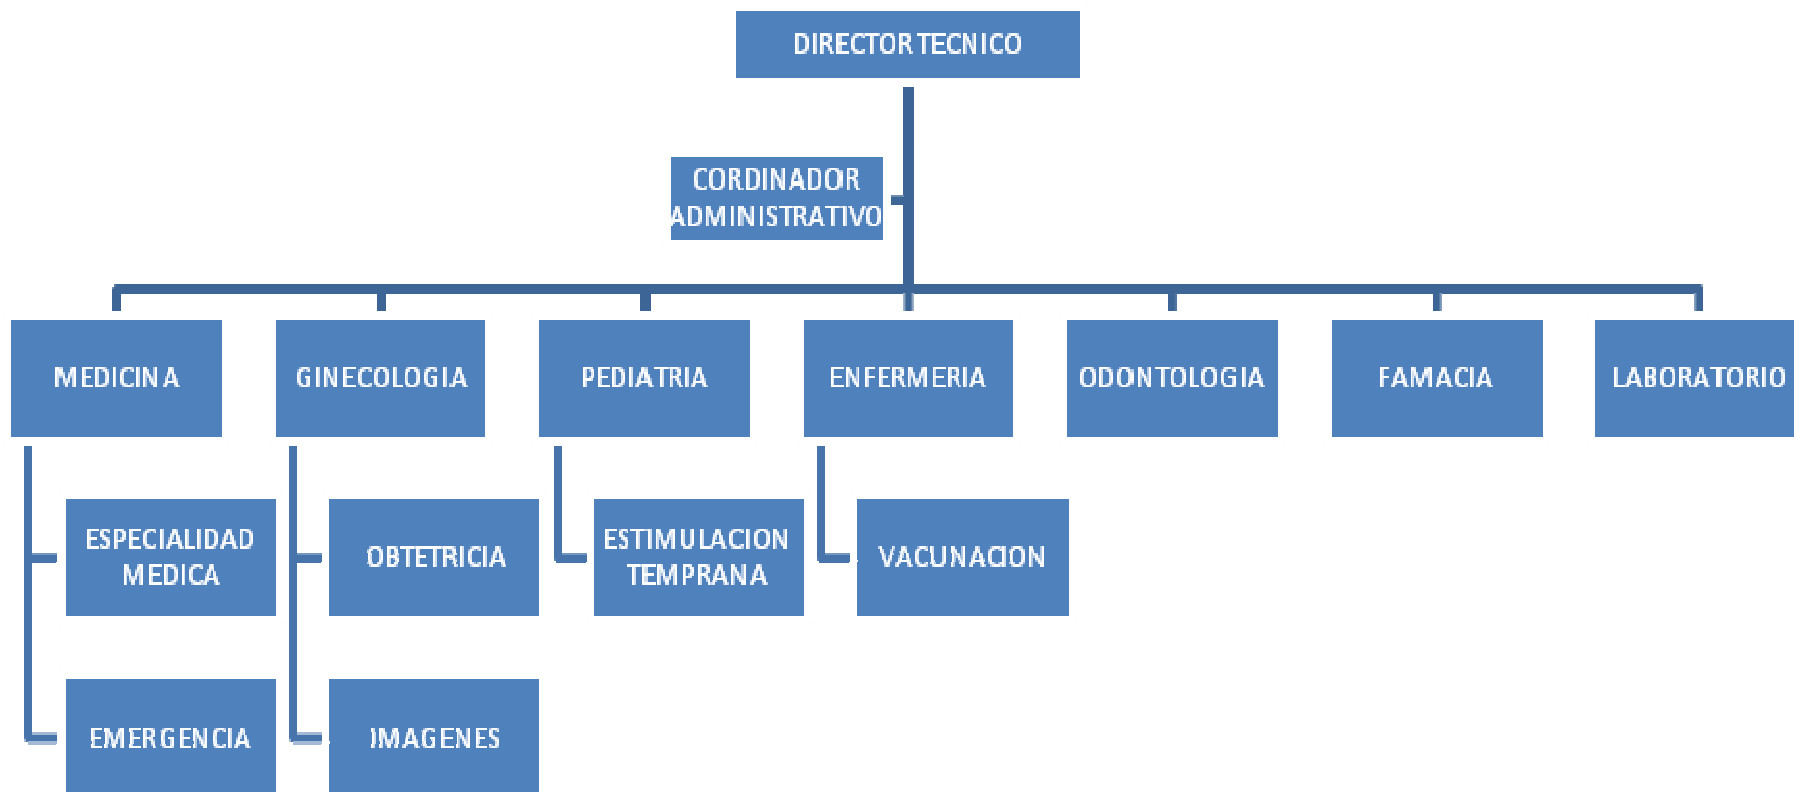 DIRECTOR TECNICO
CORDINADOR
ADMINISTRATIVO
MEDICINA
GINECOLOGIA
PEDIATRIA
ENFERMERIA
ODONTOLOGIA
FAMACIA
LABORATORIO
ESPECIALIDAD
MEDICA
OBTETRICIA
ESTIMULACION
TEMPRANA
VACUNACION
EMERGENCIA
IMAGENES